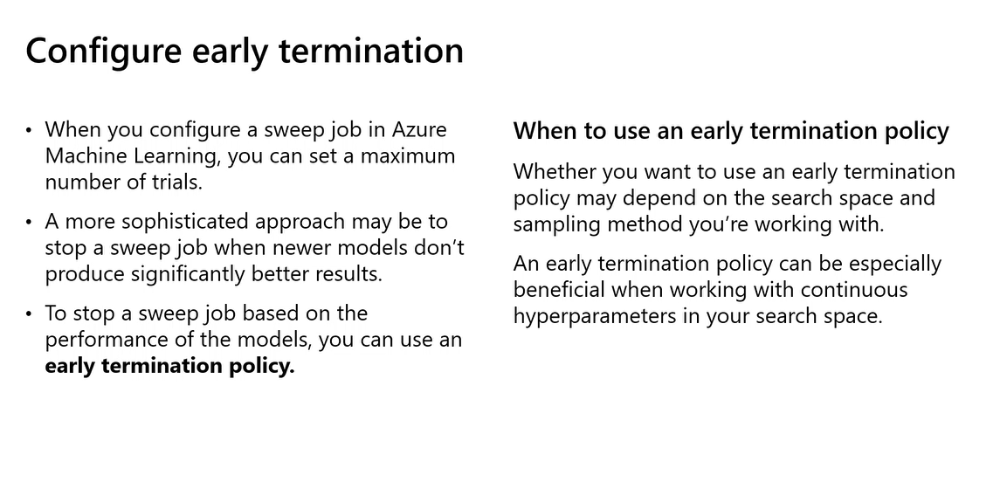 Configure early termination
• When you configure a sweep job in Azure
Machine Learning, you can set a maximum
number of trials.
• A more sophisticated approach may be to
stop a sweep job when newer models don’t
produce significantly better results.
• To stop a sweep job based on the
performance of the models, you can use an
early termination policy.
When to use an early termination policy
Whether you want to use an early termination
policy may depend on the search space and
sampling method you’re working with.
An early termination policy can be especially
beneficial when working with continuous
hyperparameters in your search space.